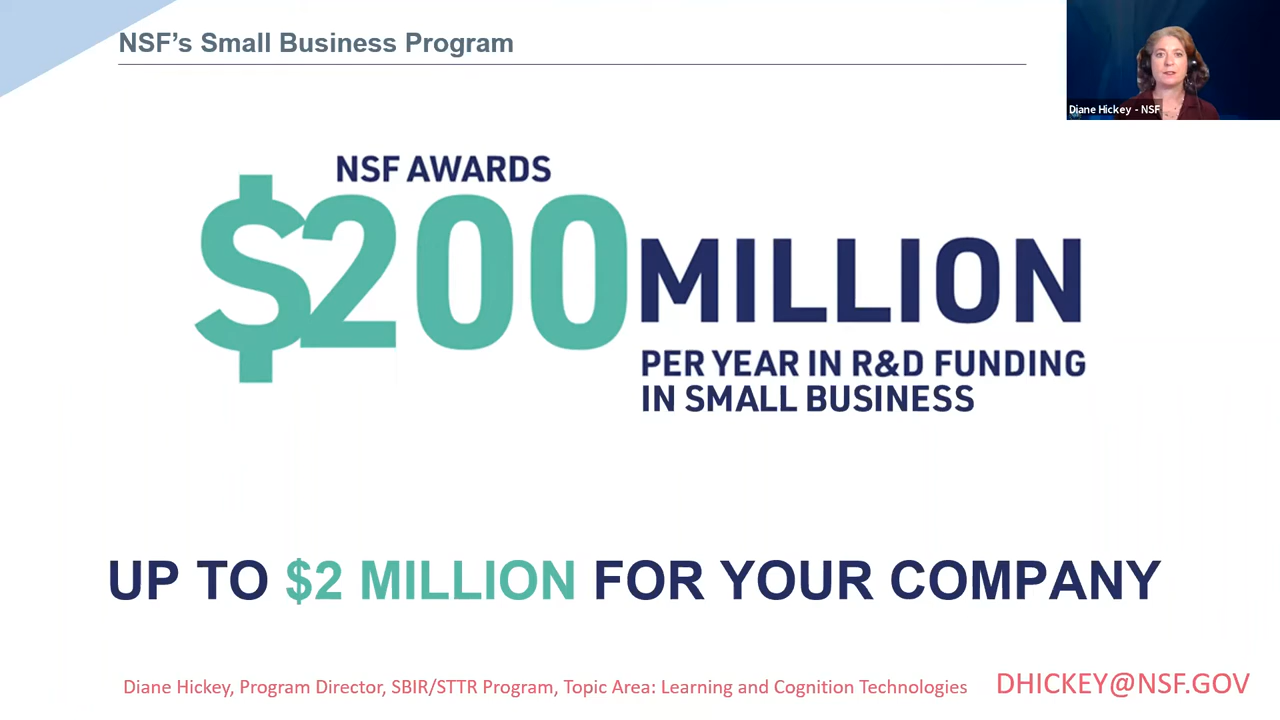 NSF's Small Business Program
Diane Hickey - NSF
NSF AWARDS
$200 MILLION
PER YEAR IN R&D FUNDING
IN SMALL BUSINESS
UP TO $2 MILLION FOR YOUR COMPANY
Diane Hickey, Program Director, SBIR/STTR Program, Topic Area: Learning and Cognition Technologies
DHICKEY@NSF.GOV